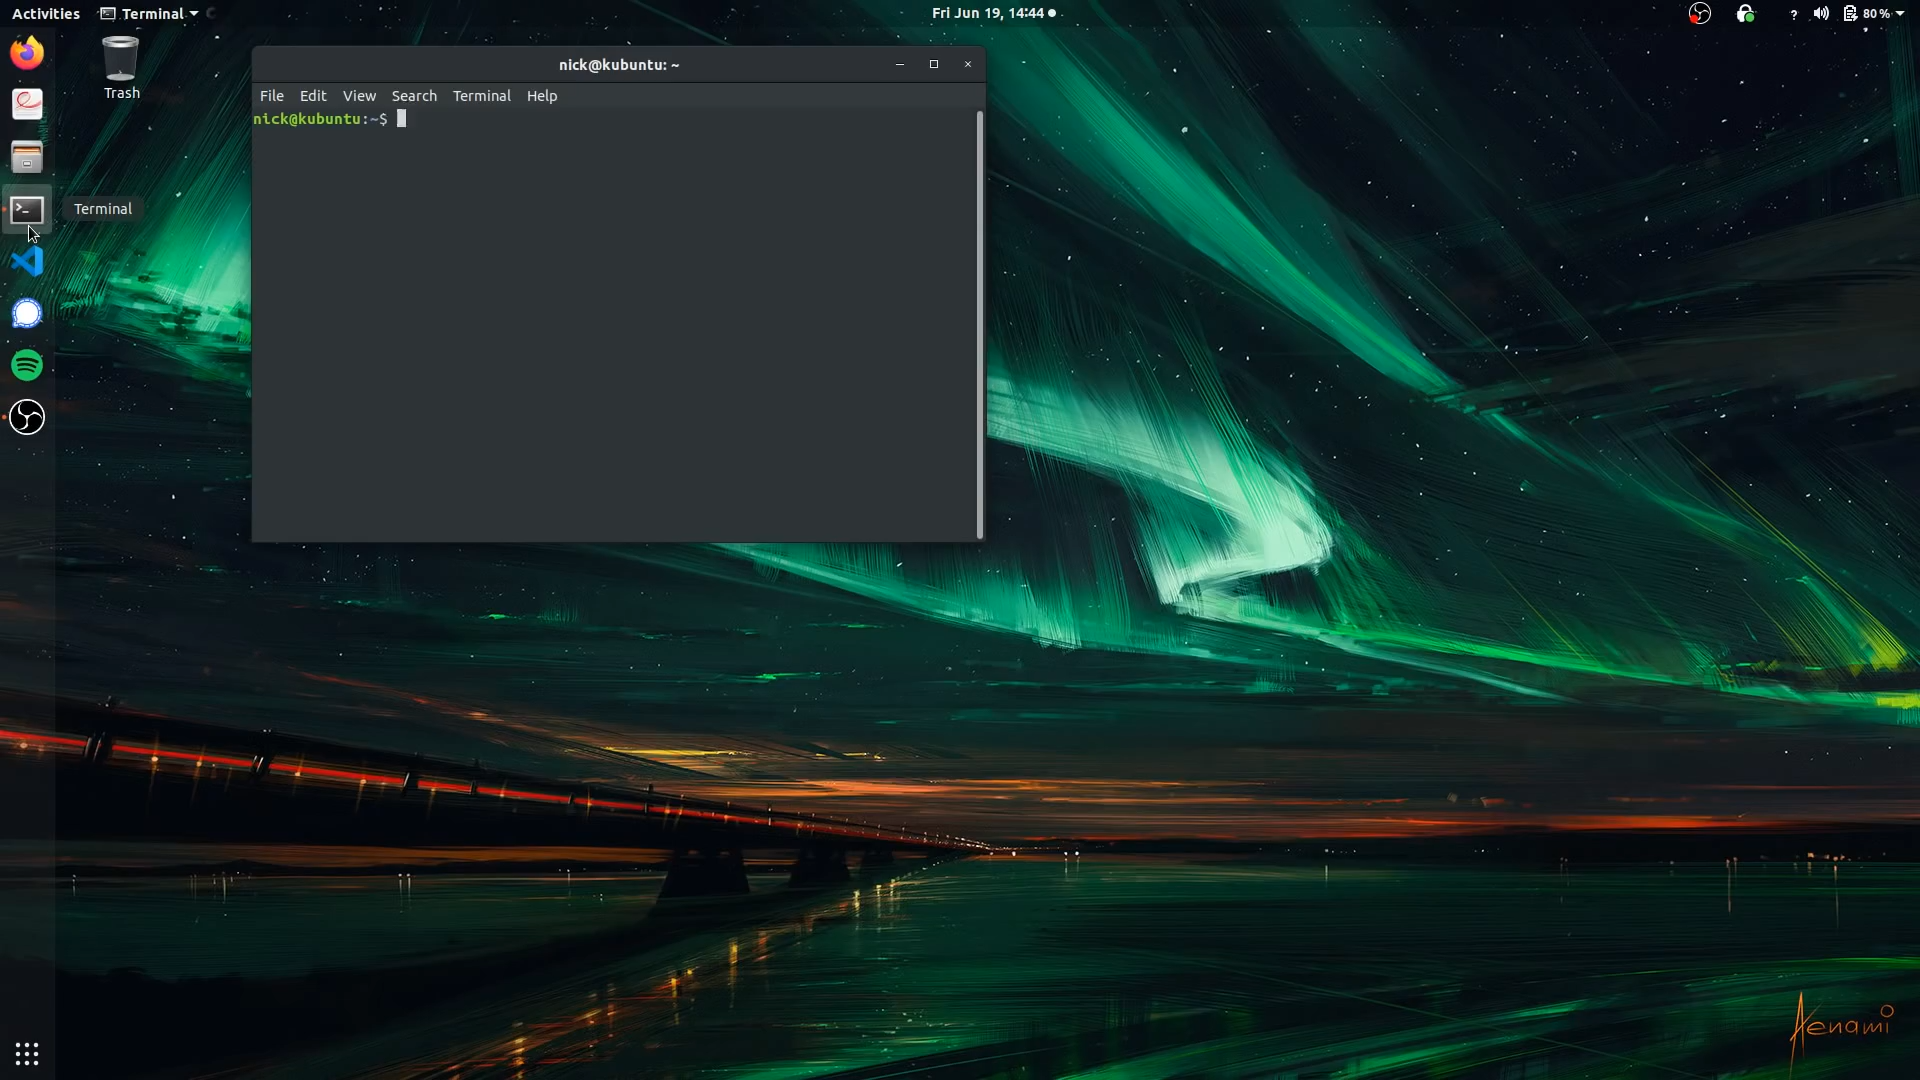 Activities
Terminal
Fri Jun 19, 14:44
?
80 %
Trash
nick@kubuntu: ~
File Edit View Search Terminal Help
nick@kubuntu:~$
Terminal
Aenami